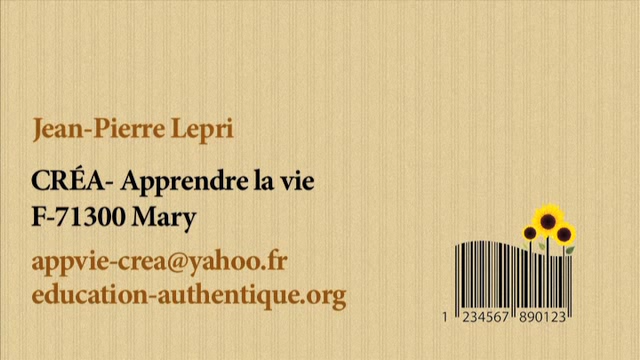 Jean-Pierre Lepri
CRÉA- Apprendre la vie
F-71300 Mary
appvie-crea@yahoo.fr
education-authentique.org
1 234567 890123